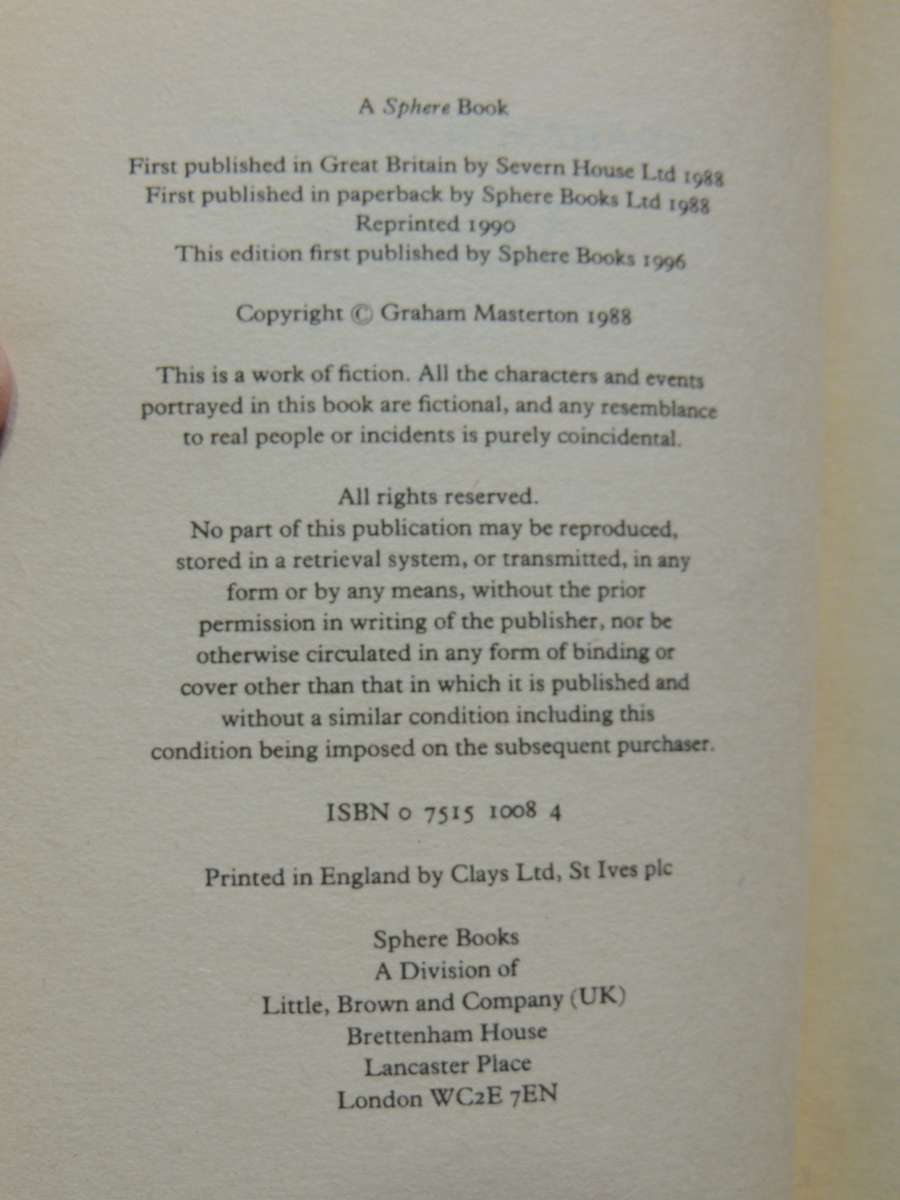 A Sphere Book
First published in Great Britain by Severn House Ltd 1988
First published in paperback by Sphere Books Ltd 1988
Reprinted 1990
This edition first published by Sphere Books 1996
Copyright © Graham Masterton 1988
This is a work of fiction. All the characters and events
portrayed in this book are fictional, and any resemblance
to real people or incidents is purely coincidental.
All rights reserved.
No part of this publication may be reproduced,
stored in a retrieval system, or transmitted, in any
form or by any means, without the prior
permission in writing of the publisher, nor be
otherwise circulated in any form of binding or
cover other than that in which it is published and
without a similar condition including this
condition being imposed on the subsequent purchaser.
ISBN 0 7515 1008 4
Printed in England by Clays Ltd, St Ives plc
Sphere Books
A Division of
Little, Brown and Company (UK)
Brettenham House
Lancaster Place
London WC2E 7EN